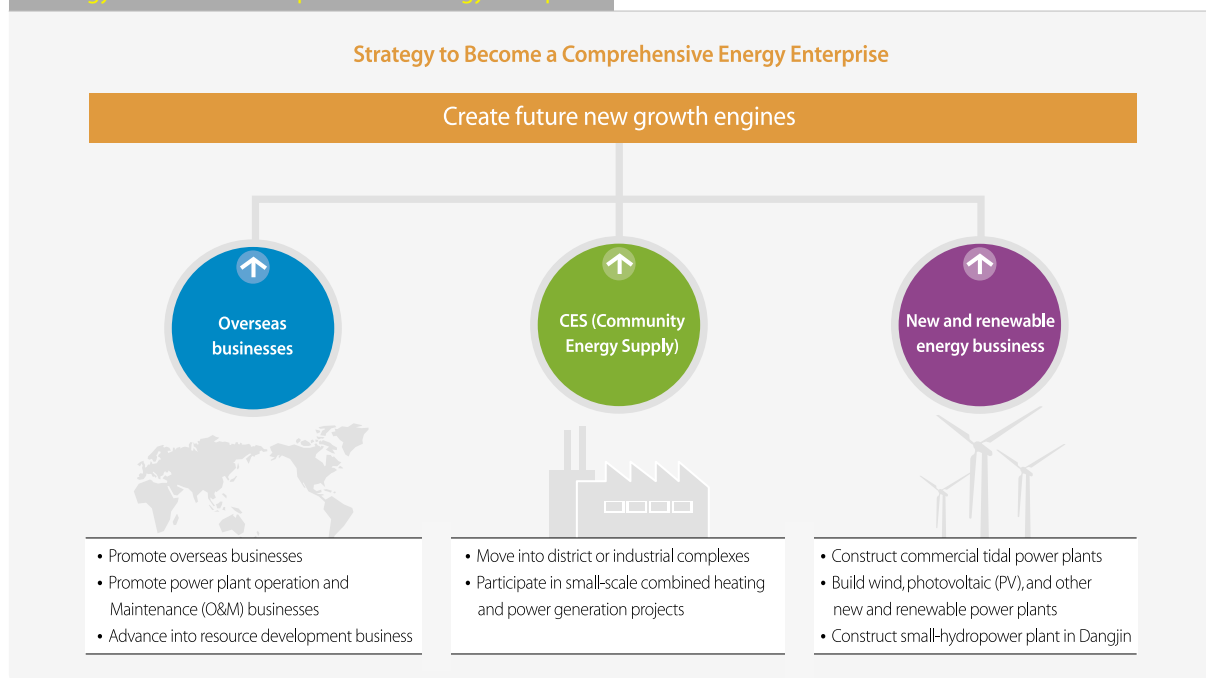 Strategy to Become a Comprehensive Energy Enterprise
Create future new growth engines
Overseas
businesses
CES (Community
Energy Supply)
New and renewable
energy bussiness
• Promote overseas businesses
• Promote power plant operation and
Maintenance (O&M) businesses
• Advance into resource development business
• Move into district or industrial complexes
• Participate in small-scale combined heating
and power generation projects
• Construct commercial tidal power plants
• Build wind, photovoltaic (PV), and other
new and renewable power plants
• Construct small-hydropower plant in Dangjin